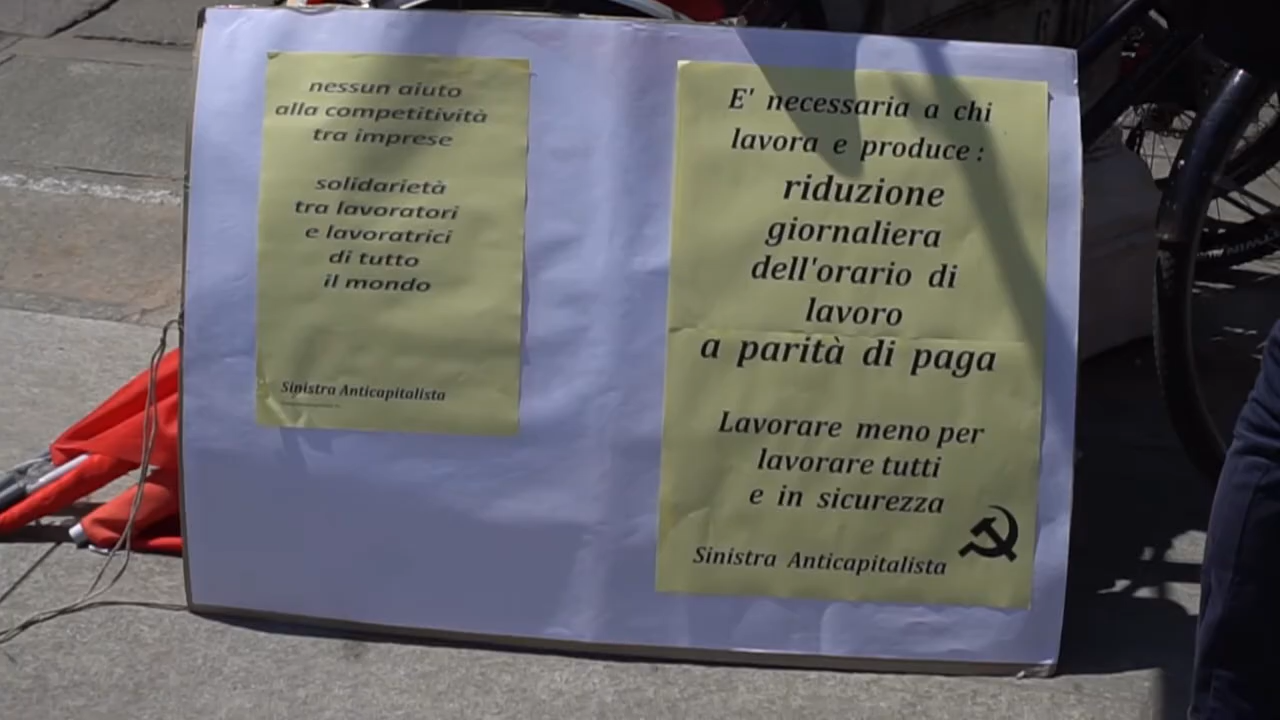 nessun aiuto
alla competitività
tra imprese
solidarietà
tra lavoratori
e lavoratrici
di tutto
il mondo
Sinistra Anticapitalista
E' necessaria a chi
lavora e produce :
riduzione
giornaliera
dell'orario di
lavoro
a parità di paga
Lavorare meno per
lavorare tutti
e in sicurezza
Sinistra Anticapitalista